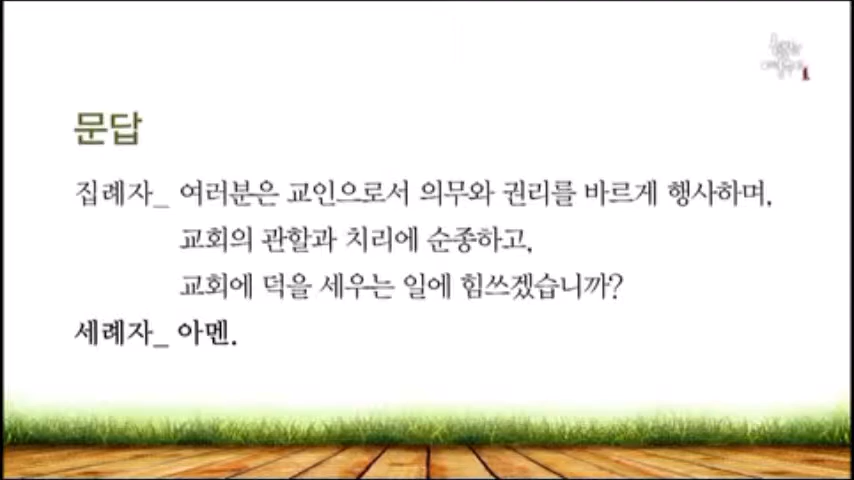 문답
집례자_ 여러분은 교인으로서 의무와 권리를 바르게 행사하며,
교회의 관할과 치리에 순종하고,
교회에 덕을 세우는 일에 힘쓰겠습니까?
세례자_ 아멘.